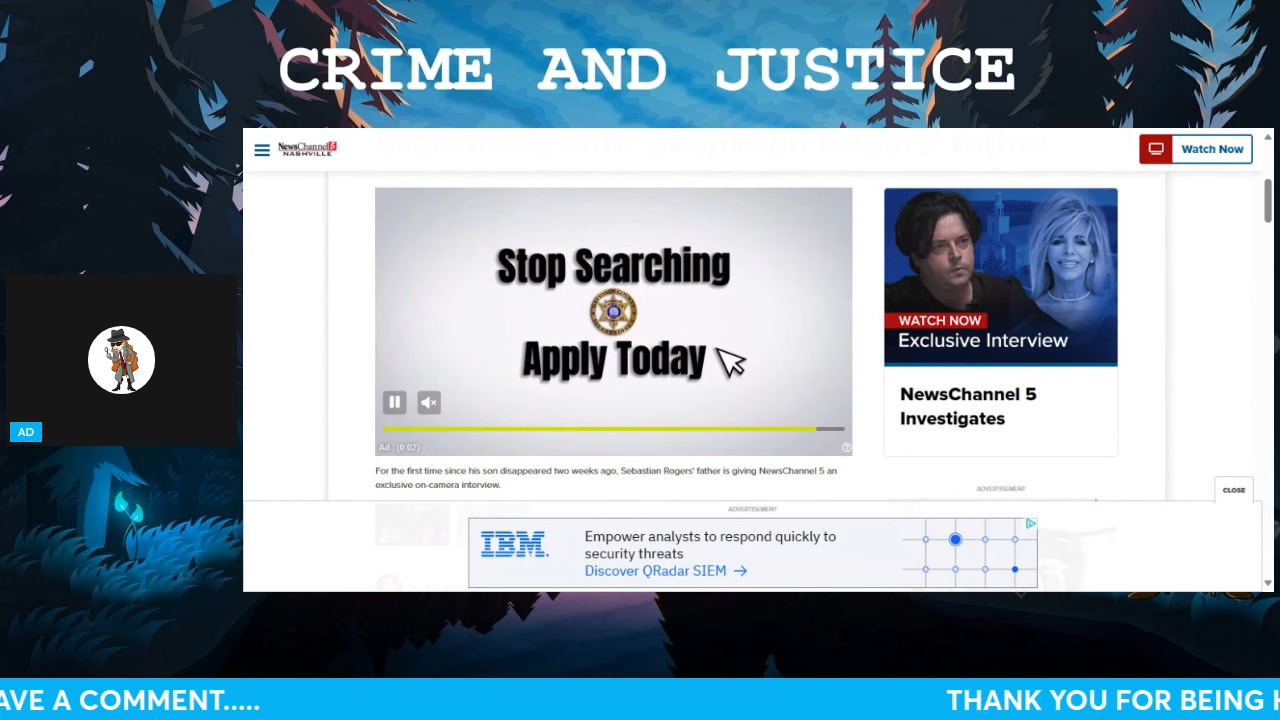 CRIME AND JUSTICE
NewsChannel 5
NASHVILLE
Watch Now
Stop Searching
Apply Today
Ad : (0:02)
WATCH NOW
Exclusive Interview
NewsChannel 5
Investigates
For the first time since his son disappeared two weeks ago, Sebastian Rogers' father is giving NewsChannel 5 an
exclusive on-camera interview.
ADVERTISEMENT
CLOSE
ADVERTISEMENT
IBM.
Empower analysts to respond quickly to
security threats
Discover QRadar SIEM →
AD
AVE A COMMENT.....
THANK YOU FOR BEING H